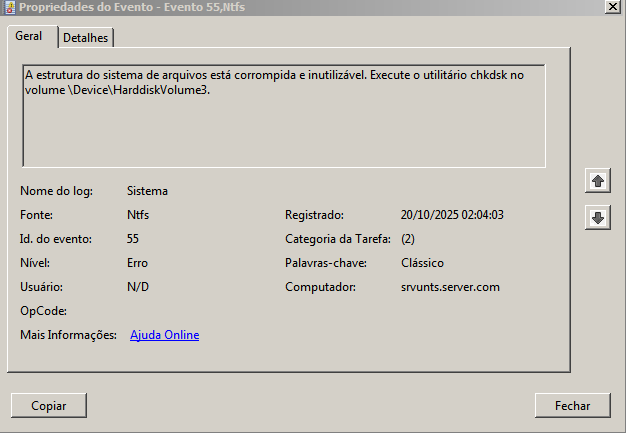 Propriedades do Evento - Evento 55,Ntfs
Geral
Detalhes
A estrutura do sistema de arquivos está corrompida e inutilizável. Execute o utilitário chkdsk no
volume \Device\HarddiskVolume3.
Nome do log: Sistema
Fonte: Ntfs Registrado: 20/10/2025 02:04:03
Id. do evento: 55 Categoria da Tarefa: (2)
Nível: Erro Palavras-chave: Clássico
Usuário: N/D Computador: srvunts.server.com
OpCode:
Mais Informações: Ajuda Online
Copiar Fechar